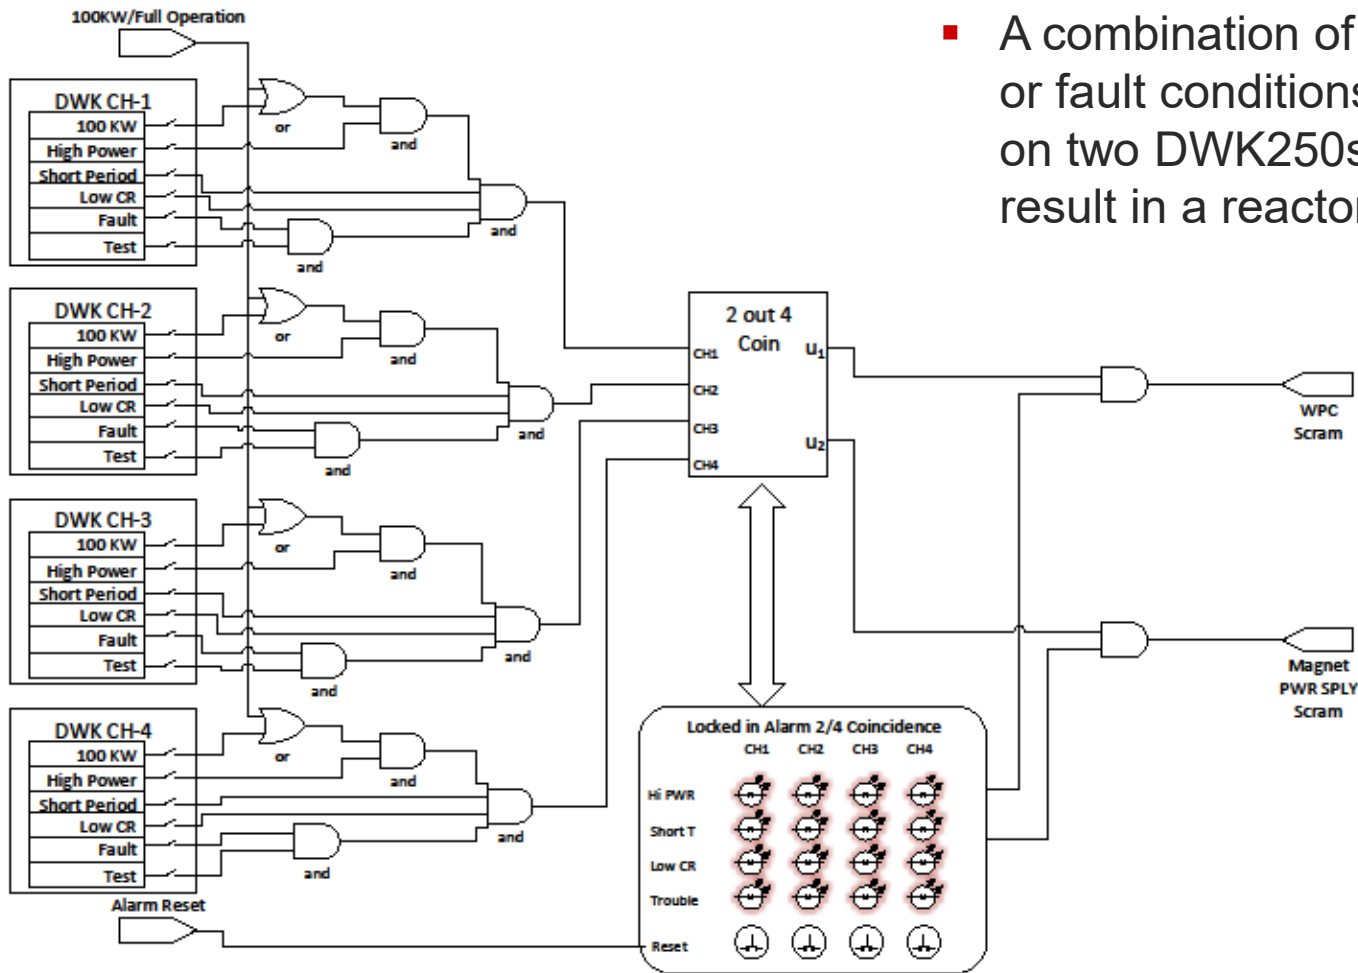 100KW/Full Operation
▪ A combination of
or fault conditions
on two DWK250s
result in a reactor
DWK CH-1
100 KW
High Power
Short Period
Low CR
Fault
Test
or
and
and
and
DWK CH-2
100 KW
High Power
Short Period
Low CR
Fault
Test
or
and
and
and
DWK CH-3
100 KW
High Power
Short Period
Low CR
Fault
Test
or
and
and
and
DWK CH-4
100 KW
High Power
Short Period
Low CR
Fault
Test
or
and
and
and
Alarm Reset
2 out 4
Coin
CH1
CH2
CH3
CH4
U1
U2
WPC
Scram
Magnet
PWR SPLY
Scram
Locked in Alarm 2/4 Coincidence
CH1 CH2 CH3 CH4
Hi PWR
Short T
Low CR
Trouble
Reset